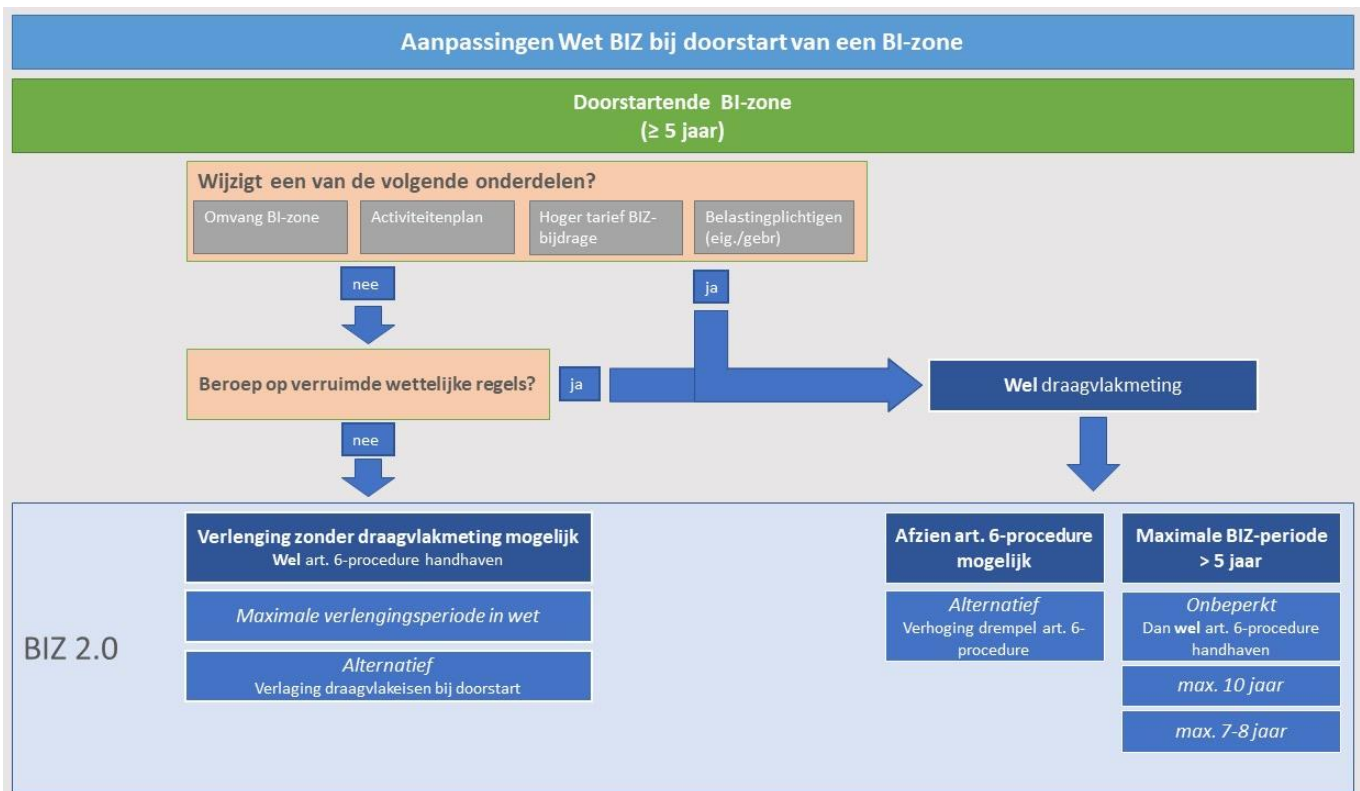 Aanpassingen Wet BIZ bij doorstart van een BI-zone
Doorstartende BI-zone
(≥ 5 jaar)
Wijzigt een van de volgende onderdelen?
Omvang BI-zone
Activiteitenplan
Hoger tarief BIZ-
bijdrage
Belastingplichtigen
(eig./gebr)
nee
ja
Beroep op verruimde wettelijke regels?
ja
Wel draagvlakmeting
nee
BIZ 2.0
Verlenging zonder draagvlakmeting mogelijk
Wel art. 6-procedure handhaven
Maximale verlengingsperiode in wet
Alternatief
Verlaging draagvlakeisen bij doorstart
Afzien art. 6-procedure
mogelijk
Alternatief
Verhoging drempel art. 6-
procedure
Maximale BIZ-periode
> 5 jaar
Onbeperkt
Dan wel art. 6-procedure
handhaven
max. 10 jaar
max. 7-8 jaar